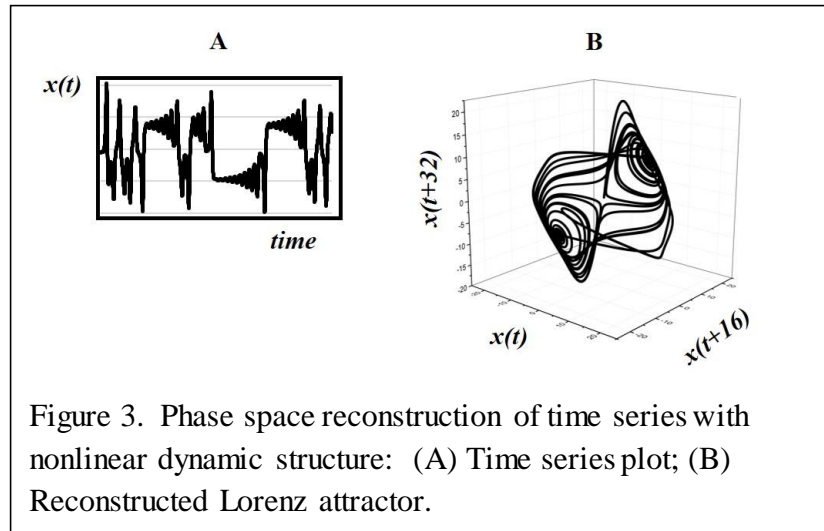 A
B
x(t)
time
20
15
10
5
0
-5
-10
-15
-20
x(t+32)
x(t)
x(t+16)
Figure 3. Phase space reconstruction of time series with
nonlinear dynamic structure: (A) Time series plot; (B)
Reconstructed Lorenz attractor.